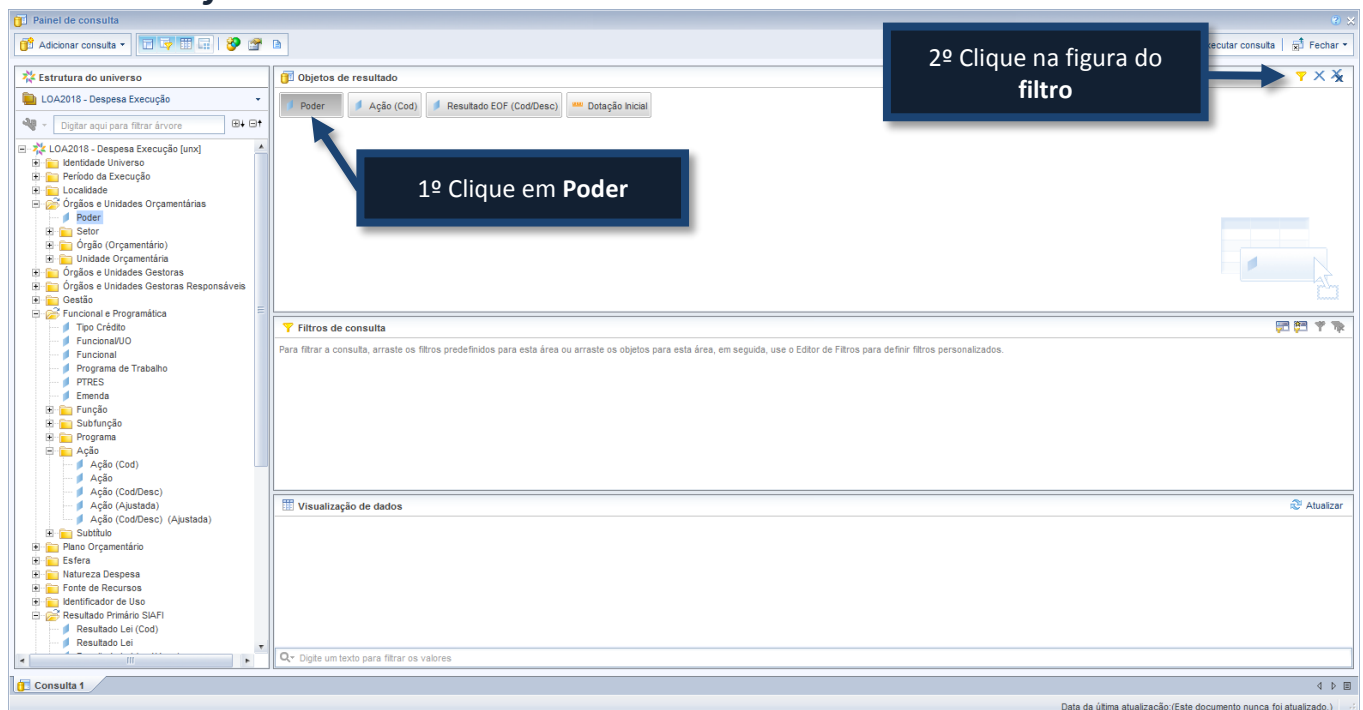 Painel de consulta
Adicionar consulta
ecutar consulta
Fechar
2º Clique na figura do
filtro
Estrutura do universo
LOA2018 - Despesa Execução
Digitar aqui para filtrar árvore
LOA2018 - Despesa Execução [unx]
Identidade Universo
Período da Execução
Localidade
Órgãos e Unidades Orçamentárias
Poder
Setor
Órgão (Orçamentário)
Unidade Orçamentária
Órgãos e Unidades Gestoras
Órgãos e Unidades Gestoras Responsáveis
Gestão
Funcional e Programática
Tipo Crédito
Funcional/UO
Funcional
Programa de Trabalho
PTRES
Emenda
Função
Subfunção
Programa
Ação
Ação (Cod)
Ação
Ação (Cod/Desc)
Ação (Ajustada)
Ação (Cod/Desc) (Ajustada)
Subtítulo
Plano Orçamentário
Esfera
Natureza Despesa
Fonte de Recursos
Identificador de Uso
Resultado Primário SIAFI
Resultado Lei (Cod)
Resultado Lei
Objetos de resultado
Poder
Ação (Cod)
Resultado EOF (Cod/Desc)
Dotação Inicial
1º Clique em Poder
Filtros de consulta
Para filtrar a consulta, arraste os filtros predefinidos para esta área ou arraste os objetos para esta área, em seguida, use o Editor de Filtros para definir filtros personalizados.
Visualização de dados
Atualizar
Digite um texto para filtrar os valores
Consulta 1
Data da última atualização:(Este documento nunca foi atualizado.)